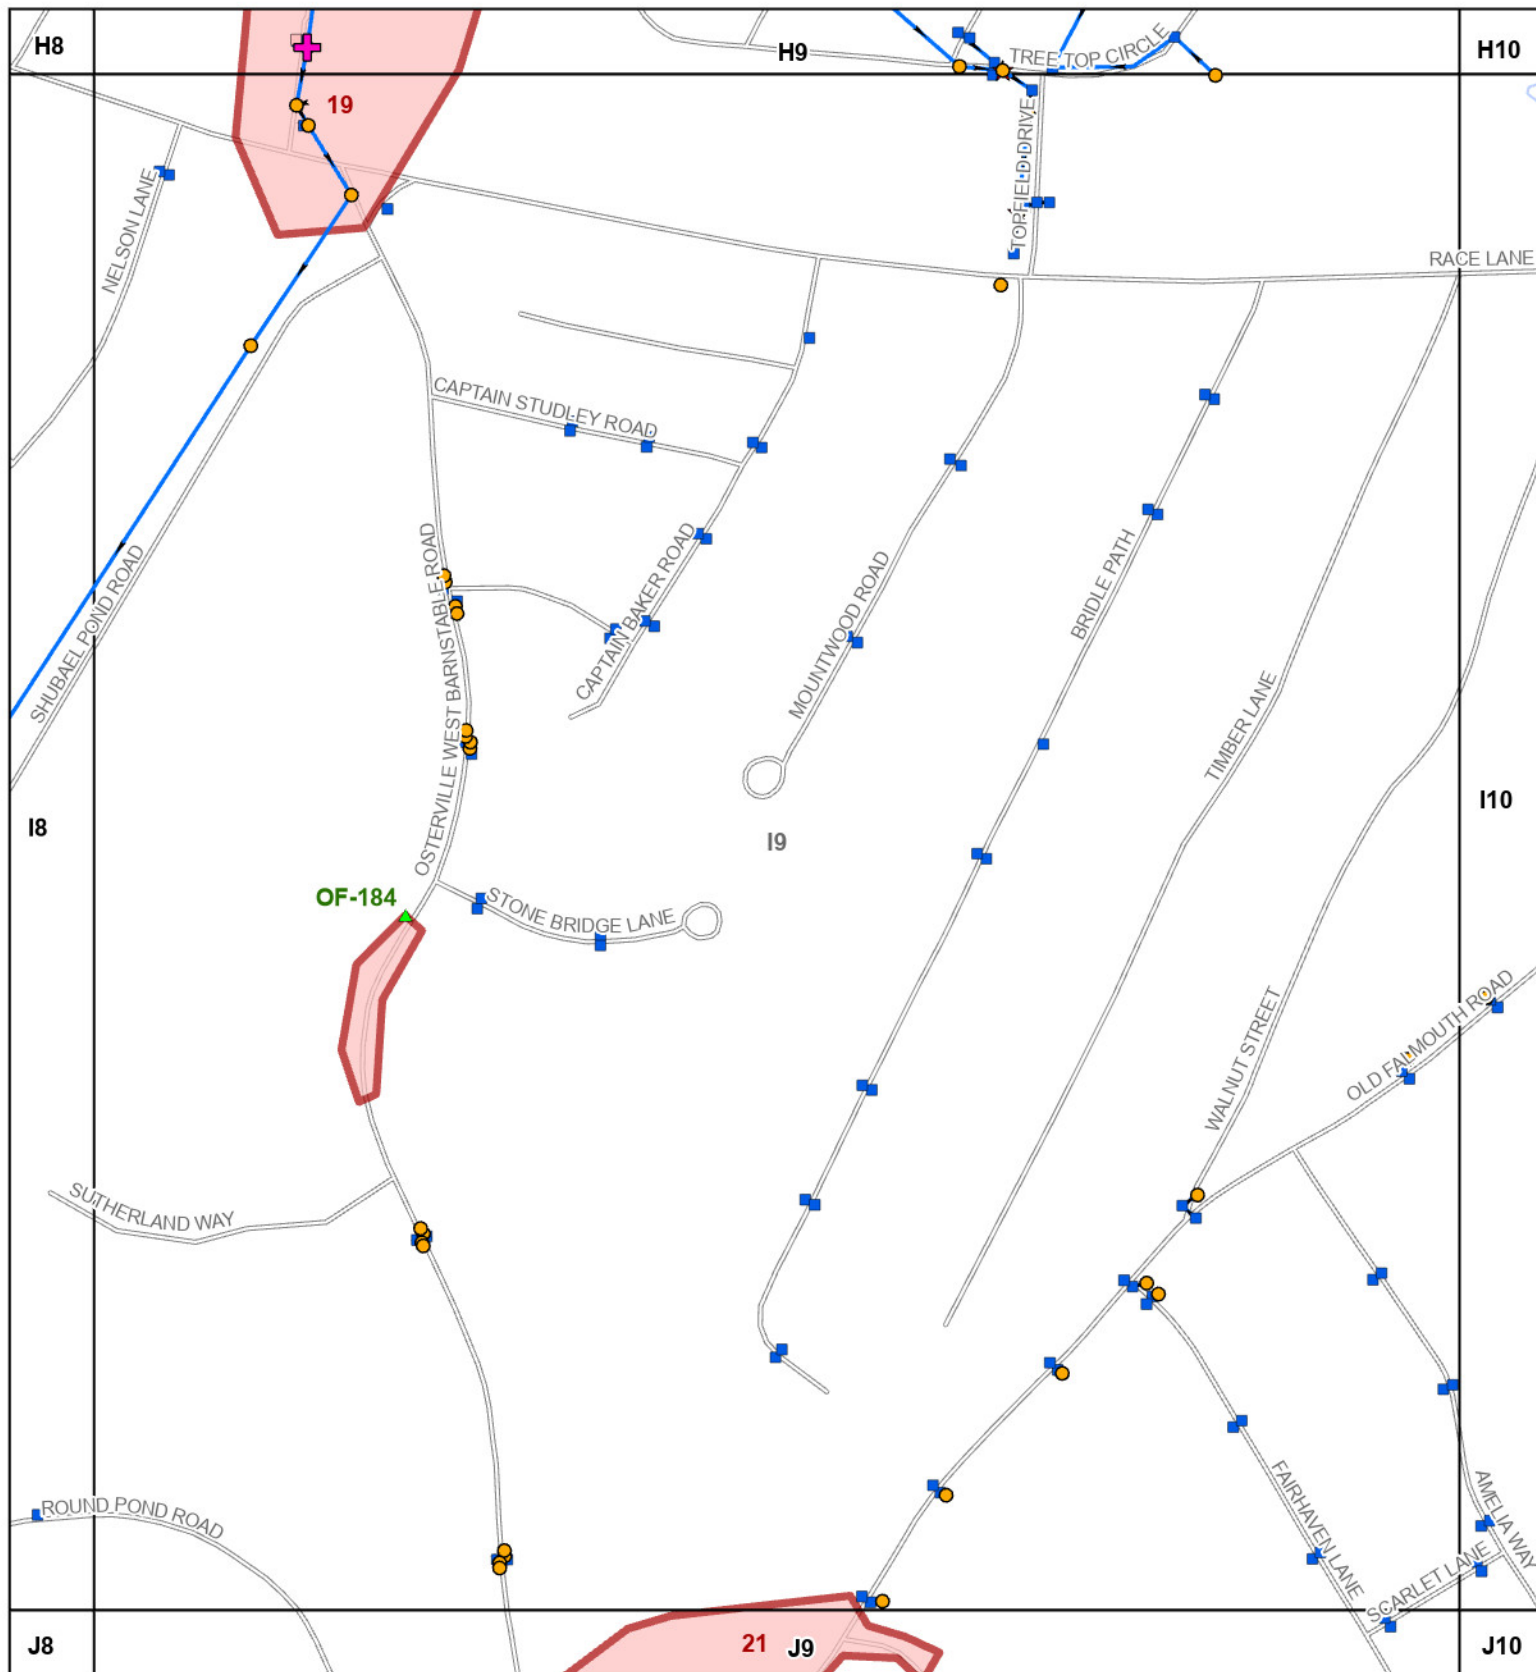 H8
H9
H10
TREE TOP CIRCLE
19
TOPFIELD DRIVE
NELSON LANE
RACE LANE
CAPTAIN STUDLEY ROAD
OSTERVILLE WEST BARNSTABLE ROAD
CAPTAIN BAKER ROAD
MOUNTWOOD ROAD
BRIDLE PATH
SHUBAEL POND ROAD
TIMBER LANE
I8
I9
I10
OF-184
STONE BRIDGE LANE
WALNUT STREET
OLD FALMOUTH ROAD
SUTHERLAND WAY
ROUND POND ROAD
FAIRHAVEN LANE
AMELIA WAY
SCARLET LANE
J8
21
J9
J10